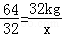 64/32 = 32kg/x